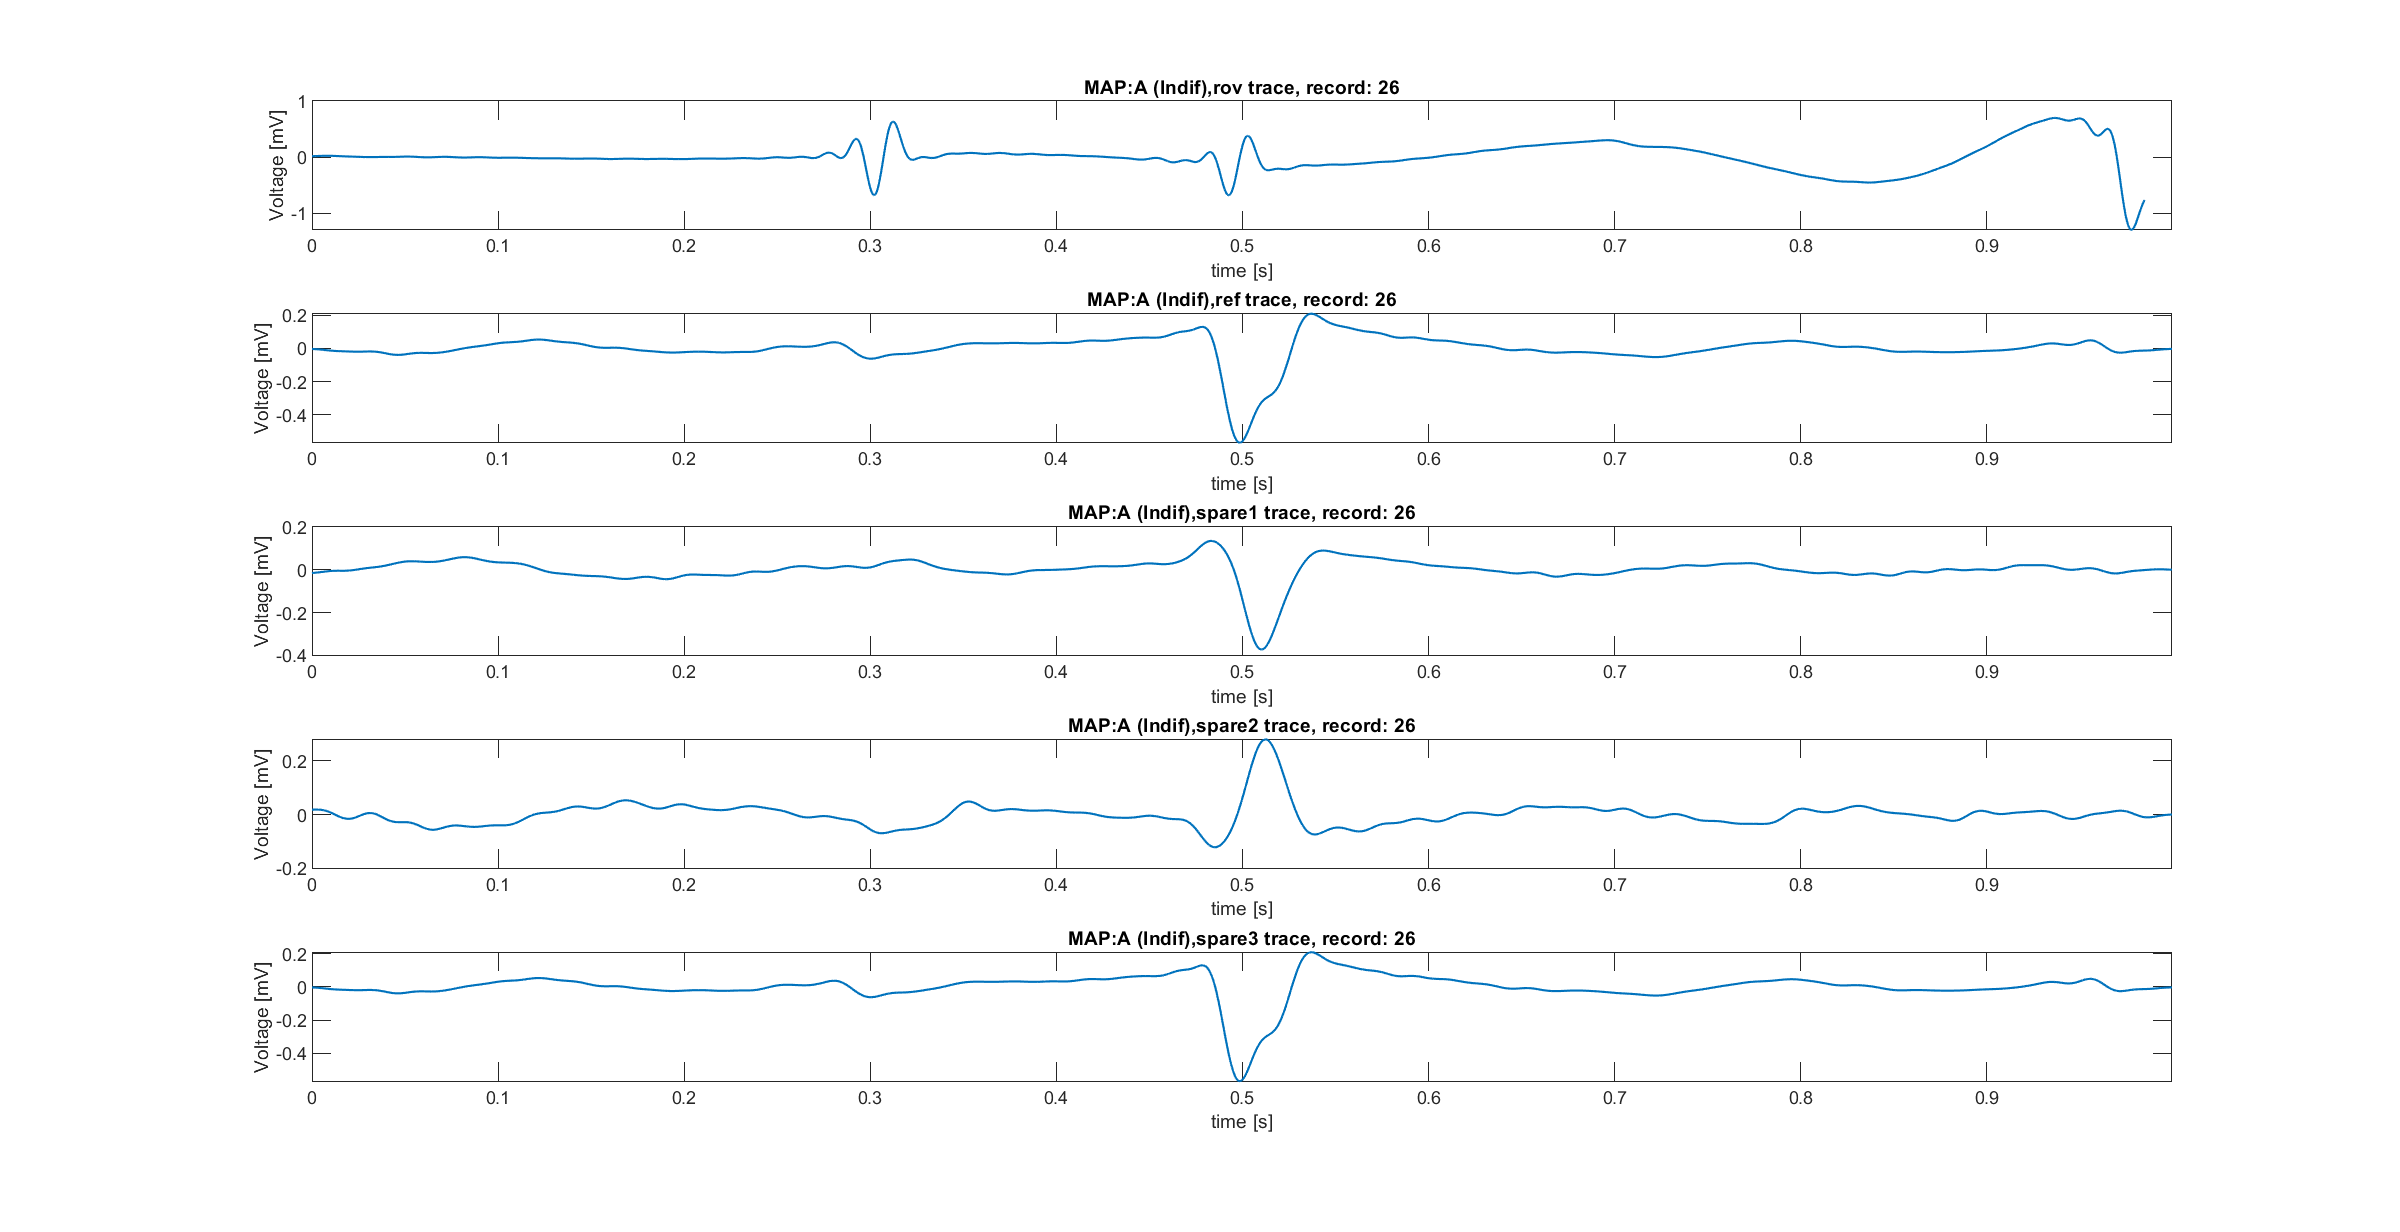 MAP:A (Indif),rov trace, record: 26
Voltage [mV]
1
0
-1
0 0.1 0.2 0.3 0.4 0.5 0.6 0.7 0.8 0.9
time [s]
MAP:A (Indif),ref trace, record: 26
Voltage [mV]
0.2
0
-0.2
-0.4
0 0.1 0.2 0.3 0.4 0.5 0.6 0.7 0.8 0.9
time [s]
MAP:A (Indif),spare1 trace, record: 26
Voltage [mV]
0.2
0
-0.2
-0.4
0 0.1 0.2 0.3 0.4 0.5 0.6 0.7 0.8 0.9
time [s]
MAP:A (Indif),spare2 trace, record: 26
Voltage [mV]
0.2
0
-0.2
0 0.1 0.2 0.3 0.4 0.5 0.6 0.7 0.8 0.9
time [s]
MAP:A (Indif),spare3 trace, record: 26
Voltage [mV]
0.2
0
-0.2
-0.4
0 0.1 0.2 0.3 0.4 0.5 0.6 0.7 0.8 0.9
time [s]